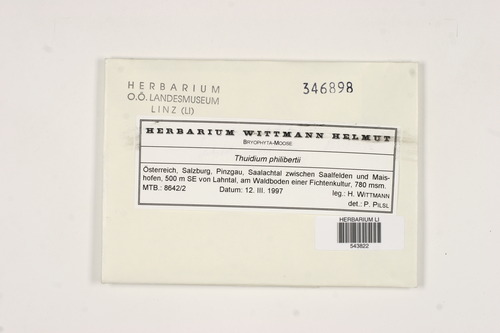 HERBARIUM
O.Ö. LANDESMUSEUM
LINZ (LI)
346898
HERBARIUM WITTMANN HELMUT
BRYOPHYTA-MOOSE
Thuidium philibertii
Österreich, Salzburg, Pinzgau, Saalachtal zwischen Saalfelden und Mais-
hofen, 500 m SE von Lahntal, am Waldboden einer Fichtenkultur, 780 msm.
MTB.: 8642/2 Datum: 12. III. 1997 leg.: H. WITTMANN
det.: P. PILSL
HERBARIUM LI
543822